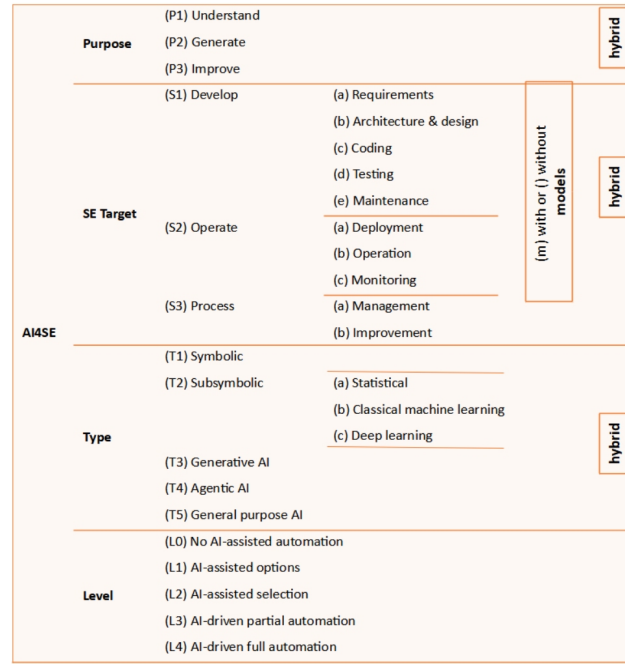 AI4SE
Purpose
(P1) Understand
(P2) Generate
(P3) Improve
hybrid
SE Target
(S1) Develop
(a) Requirements
(b) Architecture & design
(c) Coding
(d) Testing
(e) Maintenance
(S2) Operate
(a) Deployment
(b) Operation
(c) Monitoring
(S3) Process
(a) Management
(b) Improvement
(m) with or () without
models
hybrid
Type
(T1) Symbolic
(T2) Subsymbolic
(a) Statistical
(b) Classical machine learning
(c) Deep learning
(T3) Generative AI
(T4) Agentic AI
(T5) General purpose AI
hybrid
Level
(L0) No AI-assisted automation
(L1) AI-assisted options
(L2) AI-assisted selection
(L3) AI-driven partial automation
(L4) AI-driven full automation